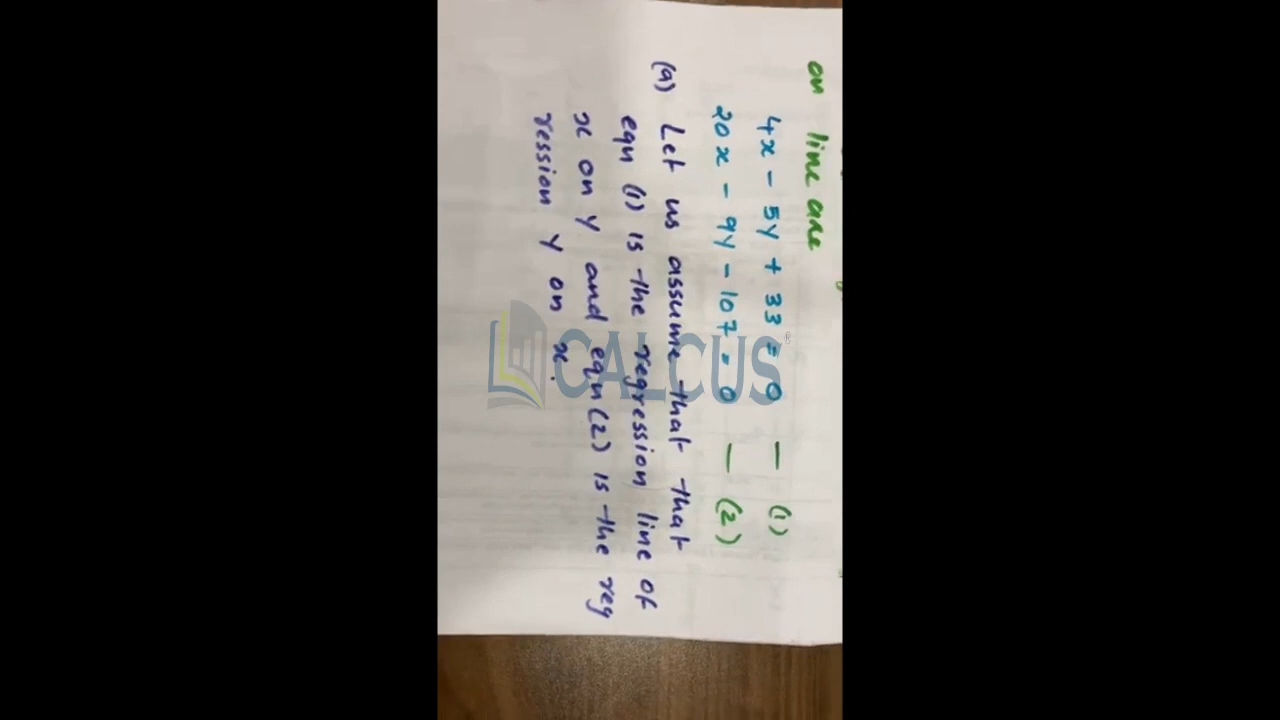 on line are
4x - 5y + 33 = 0 — (1)
20x - 9y - 107 = 0 — (2)
(a) Let us assume that that
eqn (1) is the regression line of
x on y and eqn (2) is the reg
ression y on x.
CALCUS